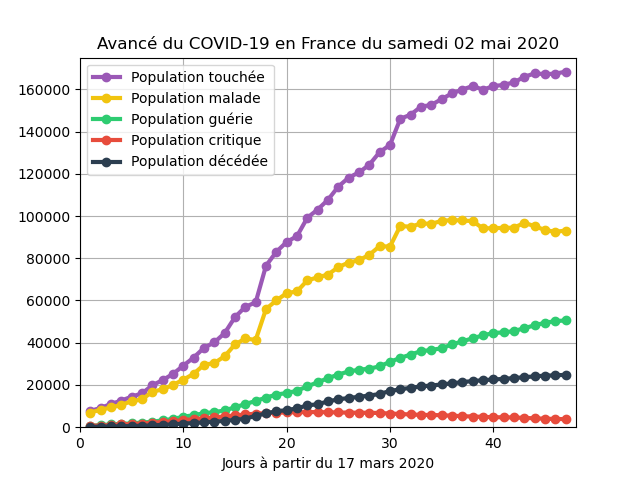 Avancé du COVID-19 en France du samedi 02 mai 2020
Population touchée
Population malade
Population guérie
Population critique
Population décédée
160000
140000
120000
100000
80000
60000
40000
20000
0
0 10 20 30 40
Jours à partir du 17 mars 2020